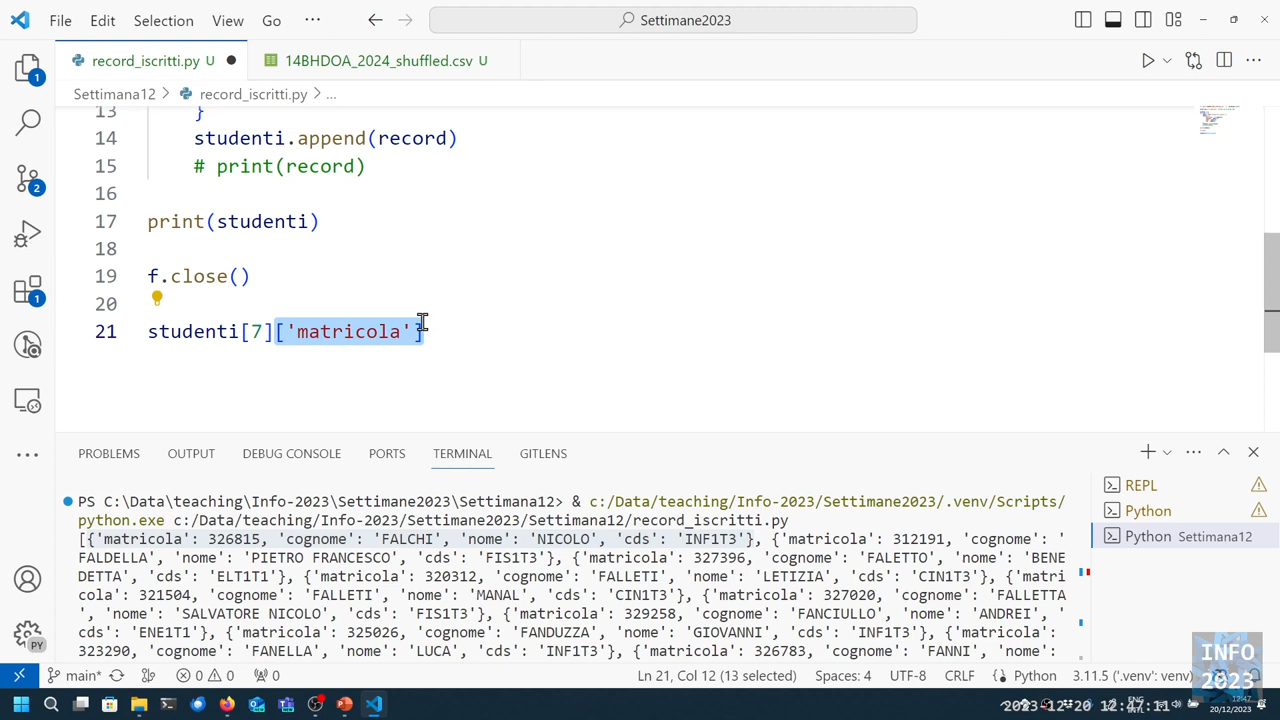 File Edit Selection View Go ··· Settimane2023
record_iscritti.py U 14BHDOA_2024_shuffled.csv U
Settimana12 > record_iscritti.py > ...
13 }
14 studenti.append(record)
15 # print(record)
16
17 print(studenti)
18
19 f.close()
20
21 studenti[7]['matricola']
PROBLEMS OUTPUT DEBUG CONSOLE PORTS TERMINAL GITLENS
PS C:\Data\teaching\Info-2023\Settimane2023\Settimana12> & c:/Data/teaching/Info-2023/Settimane2023/.venv/Scripts/
python.exe c:/Data/teaching/Info-2023/Settimane2023/Settimana12/record_iscritti.py
[{'matricola': 326815, 'cognome': 'FALCHI', 'nome': 'NICOLO', 'cds': 'INF1T3'}, {'matricola': 312191, 'cognome': '
FALDELLA', 'nome': 'PIETRO FRANCESCO', 'cds': 'FIS1T3'}, {'matricola': 327396, 'cognome': 'FALETTO', 'nome': 'BENE
DETTA', 'cds': 'ELT1T1'}, {'matricola': 320312, 'cognome': 'FALLETI', 'nome': 'LETIZIA', 'cds': 'CIN1T3'}, {'matri
cola': 321504, 'cognome': 'FALLETI', 'nome': 'MANAL', 'cds': 'CIN1T3'}, {'matricola': 327020, 'cognome': 'FALLETTA
', 'nome': 'SALVATORE NICOLO', 'cds': 'FIS1T3'}, {'matricola': 329258, 'cognome': 'FANCIULLO', 'nome': 'ANDREI', '
cds': 'ENE1T1'}, {'matricola': 325026, 'cognome': 'FANDUZZA', 'nome': 'GIOVANNI', 'cds': 'INF1T3'}, {'matricola':
323290, 'cognome': 'FANELLA', 'nome': 'LUCA', 'cds': 'INF1T3'}, {'matricola': 326783, 'cognome': 'FANNI', 'nome':
REPL
Python
Python Settimana12
1
2
1
PY
INFO
2023
main* 0 0 0 Ln 21, Col 12 (13 selected) Spaces: 4 UTF-8 CRLF Python 3.11.5 ('.venv': venv)
2023-12-20 12:47:11